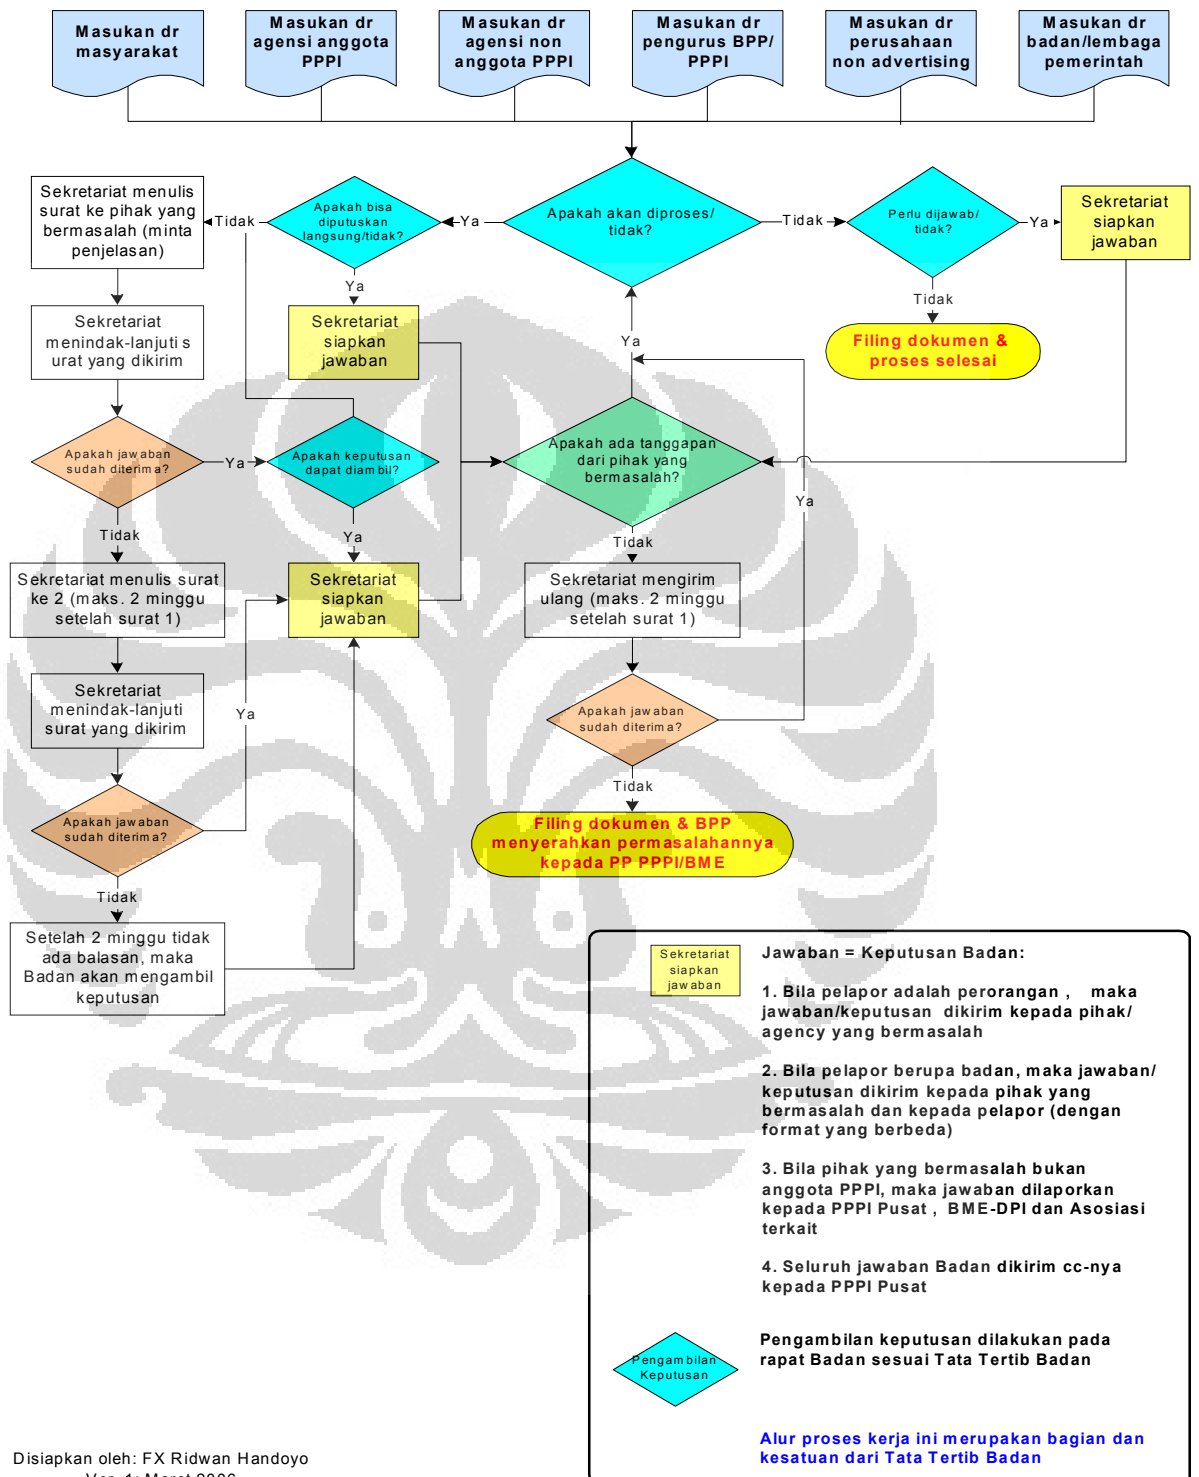 Masukan dr
masyarakat
Masukan dr
agensi anggota
PPPI
Masukan dr
agensi non
anggota PPPI
Masukan dr
pengurus BPP/
PPPI
Masukan dr
perusahaan
non advertising
Masukan dr
badan/lembaga
pemerintah
Sekretariat menulis
surat ke pihak yang
bermasalah (minta
penjelasan)
Tidak
Apakah bisa
diputuskan
langsung/tidak?
Ya
Apakah akan diproses/
tidak?
Tidak
Perlu dijawab/
tidak?
Ya
Sekretariat
siapkan
jawaban
Ya
Tidak
Sekretariat
menindak-lanjuti s
urat yang dikirim
Sekretariat
siapkan
jawaban
Ya
Filing dokumen &
proses selesai
Apakah jawaban
sudah diterima?
Ya
Apakah keputusan
dapat diambil?
Apakah ada tanggapan
dari pihak yang
bermasalah?
Ya
Tidak
Ya
Tidak
Sekretariat menulis surat
ke 2 (maks. 2 minggu
setelah surat 1)
Sekretariat
siapkan
jawaban
Sekretariat mengirim
ulang (maks. 2 minggu
setelah surat 1)
Sekretariat
menindak-lanjuti
surat yang dikirim
Ya
Apakah jawaban
sudah diterima?
Tidak
Apakah jawaban
sudah diterima?
Filing dokumen & BPP
menyerahkan permasalahannya
kepada PP PPPI/BME
Tidak
Setelah 2 minggu tidak
ada balasan, maka
Badan akan mengambil
keputusan
Sekretariat
siapkan
jawaban
Jawaban = Keputusan Badan:
1. Bila pelapor adalah perorangan , maka
jawaban/keputusan dikirim kepada pihak/
agency yang bermasalah
2. Bila pelapor berupa badan, maka jawaban/
keputusan dikirim kepada pihak yang
bermasalah dan kepada pelapor (dengan
format yang berbeda)
3. Bila pihak yang bermasalah bukan
anggota PPPI, maka jawaban dilaporkan
kepada PPPI Pusat , BME-DPI dan Asosiasi
terkait
4. Seluruh jawaban Badan dikirim cc-nya
kepada PPPI Pusat
Pengambilan
Keputusan
Pengambilan keputusan dilakukan pada
rapat Badan sesuai Tata Tertib Badan
Alur proses kerja ini merupakan bagian dan
kesatuan dari Tata Tertib Badan
Disiapkan oleh: FX Ridwan Handoyo
Ver. 1: Maret 2006